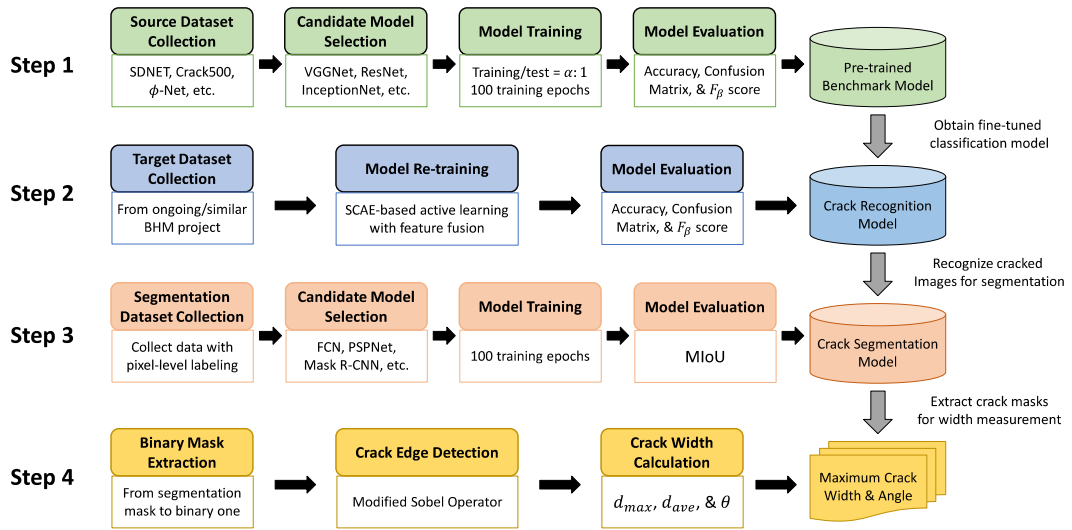 Step 1
Source Dataset
Collection
SDNET, Crack500,
ϕ-Net, etc.
Candidate Model
Selection
VGGNet, ResNet,
InceptionNet, etc.
Model Training
Training/test = α: 1
100 training epochs
Model Evaluation
Accuracy, Confusion
Matrix, & Fβ score
Pre-trained
Benchmark Model
Obtain fine-tuned
classification model
Step 2
Target Dataset
Collection
From ongoing/similar
BHM project
Model Re-training
SCAE-based active learning
with feature fusion
Model Evaluation
Accuracy, Confusion
Matrix, & Fβ score
Crack Recognition
Model
Recognize cracked
Images for segmentation
Step 3
Segmentation
Dataset Collection
Collect data with
pixel-level labeling
Candidate Model
Selection
FCN, PSPNet,
Mask R-CNN, etc.
Model Training
100 training epochs
Model Evaluation
MIoU
Crack Segmentation
Model
Extract crack masks
for width measurement
Step 4
Binary Mask
Extraction
From segmentation
mask to binary one
Crack Edge Detection
Modified Sobel Operator
Crack Width
Calculation
dmax, dave, & θ
Maximum Crack
Width & Angle